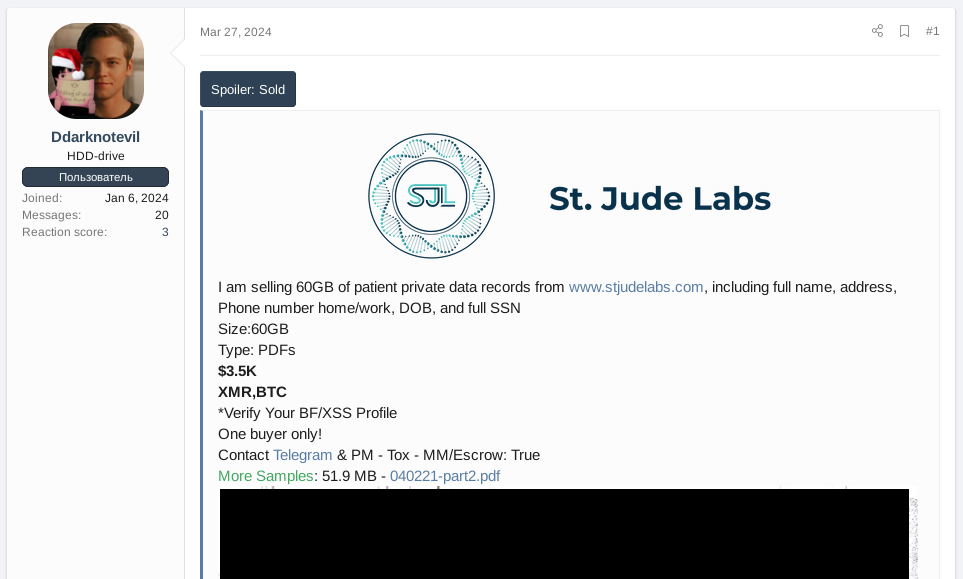 Mar 27, 2024
#1
Ddarknotevil
HDD-drive
Пользователь
Joined: Jan 6, 2024
Messages: 20
Reaction score: 3
Spoiler: Sold
SJL
St. Jude Labs
I am selling 60GB of patient private data records from www.stjudelabs.com, including full name, address,
Phone number home/work, DOB, and full SSN
Size:60GB
Type: PDFs
$3.5K
XMR,BTC
*Verify Your BF/XSS Profile
One buyer only!
Contact Telegram & PM - Tox - MM/Escrow: True
More Samples: 51.9 MB - 040221-part2.pdf